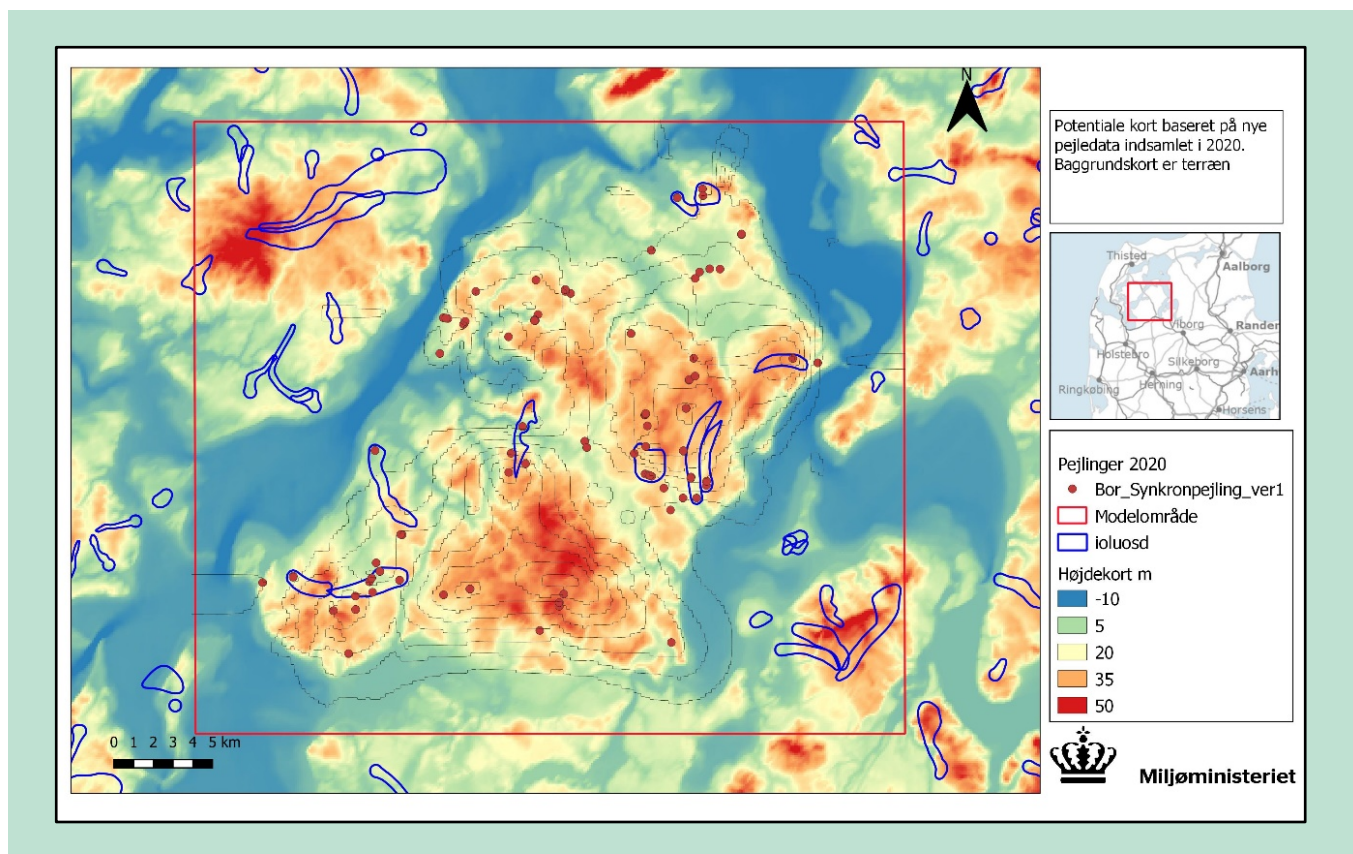 N
Potentiale kort baseret på nye
pejledata indsamlet i 2020.
Baggrundskort er terræn
Thisted
Aalborg
Viborg
Rander
Holstebro
Silkeborg
Aarh
Ringkøbing
Herning
Horsens
Pejlinger 2020
Bor_Synkronpejling_ver1
Modelområde
ioluosd
Højdekort m
-10
5
20
35
50
0 1 2 3 4 5 km
Miljøministeriet